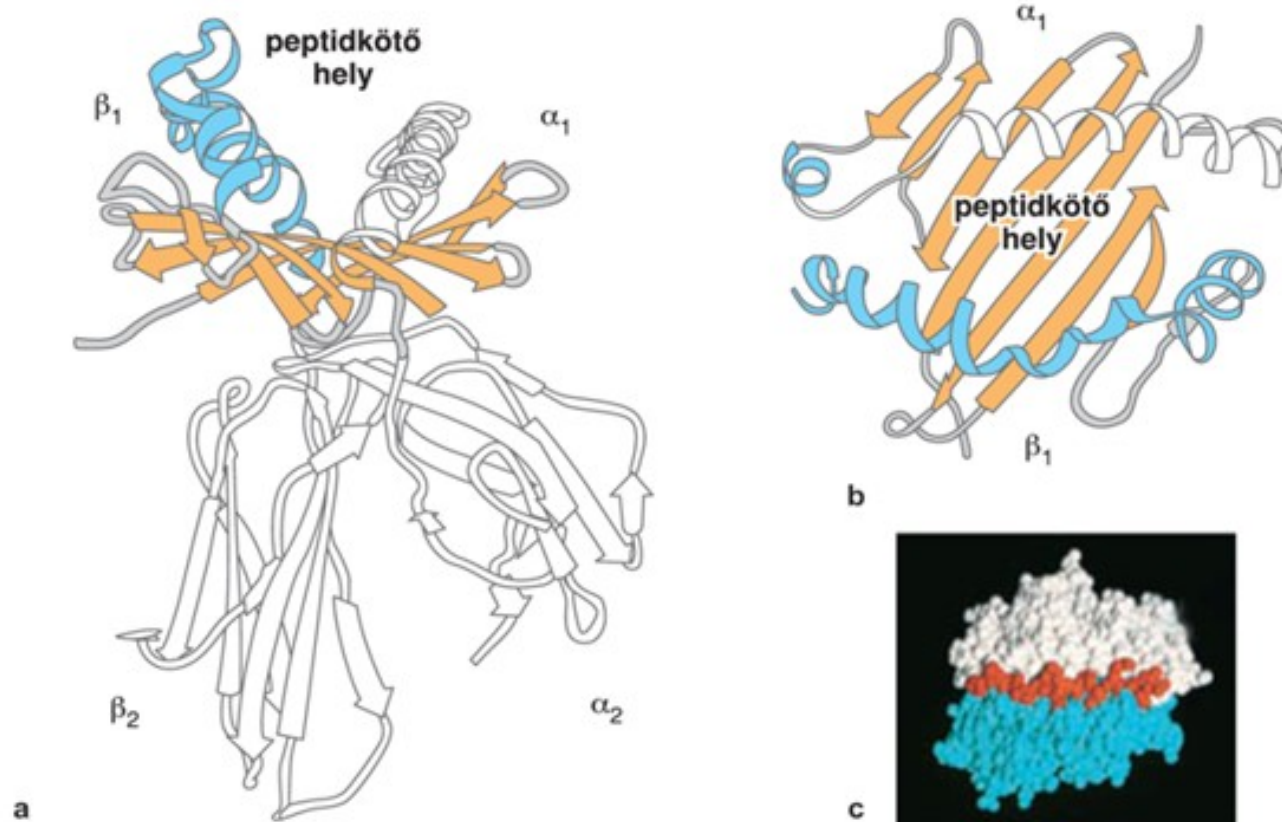 peptidkötő
hely
β₁
α₁
β₂
α₂
a
α₁
peptidkötő
hely
β₁
b
c